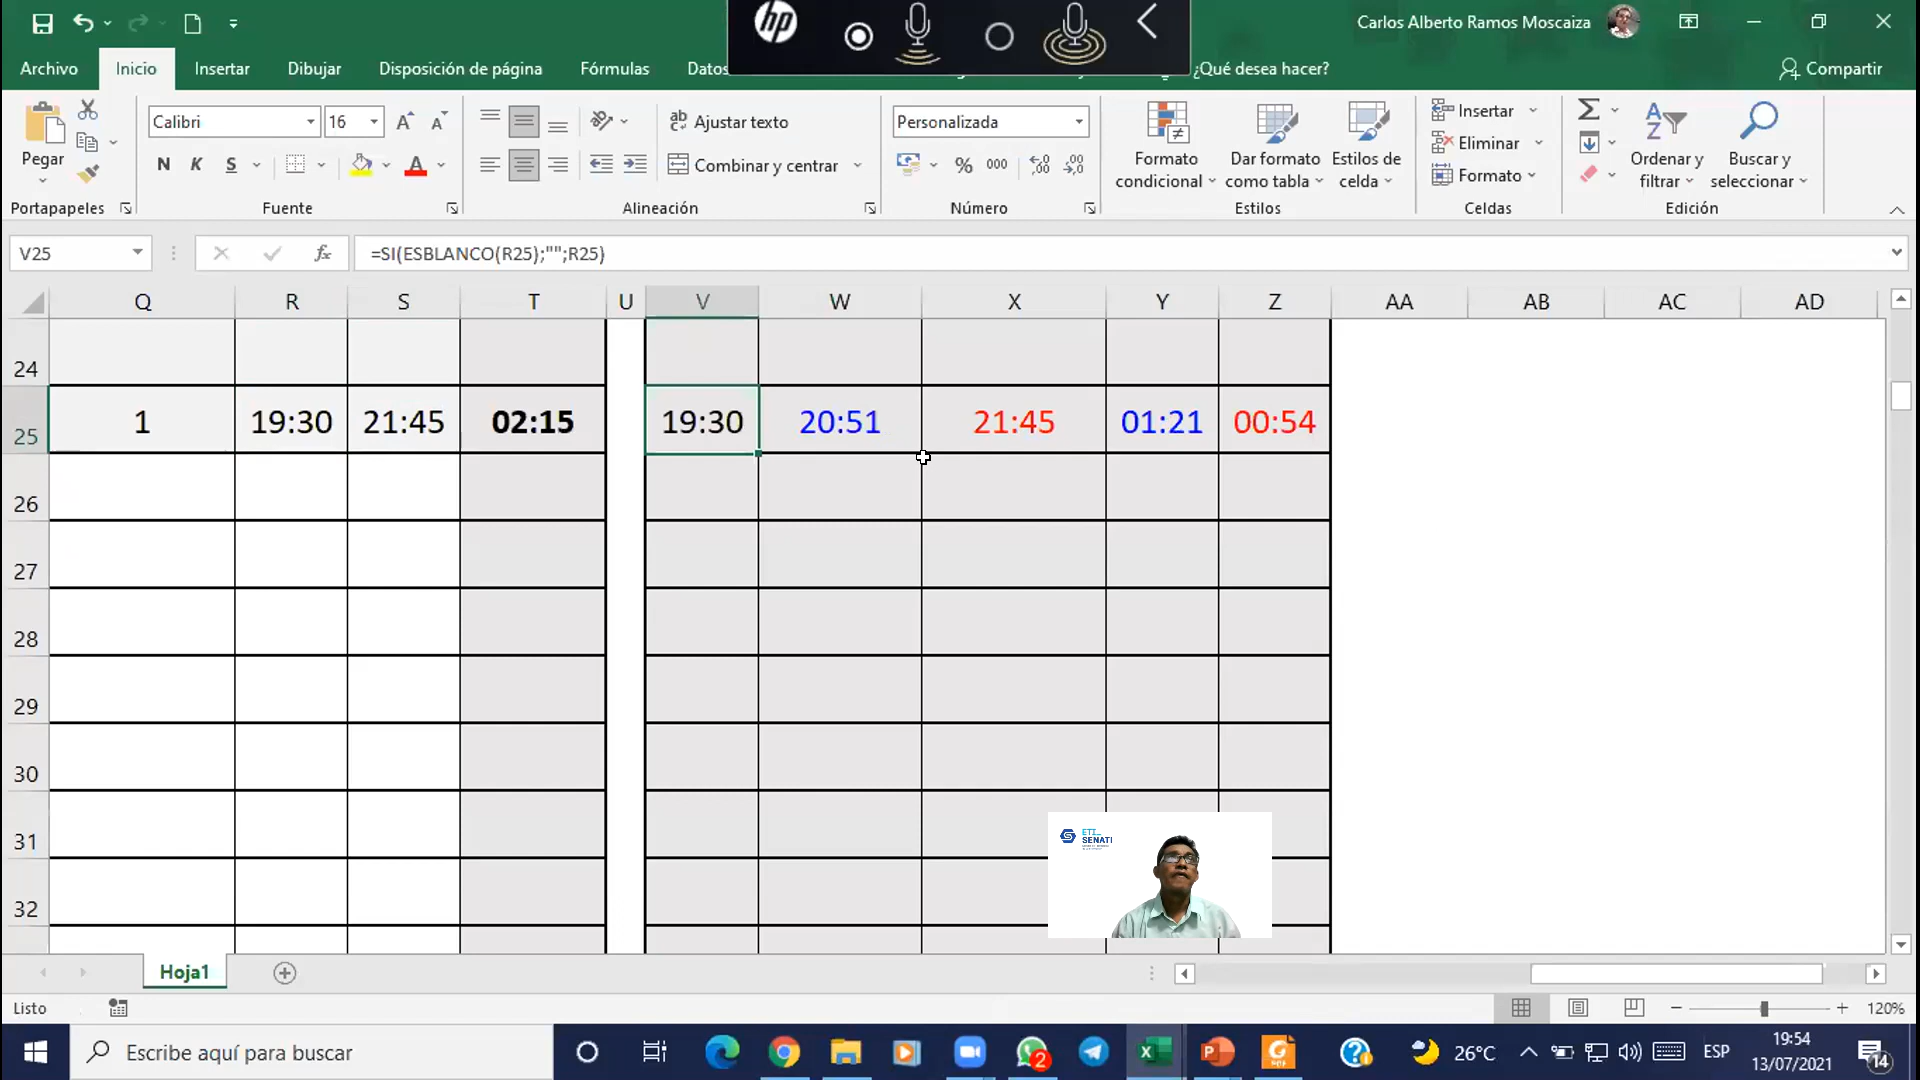 hp
Carlos Alberto Ramos Moscaiza
Archivo Inicio Insertar Dibujar Disposición de página Fórmulas Datos ¿Qué desea hacer? Compartir
Calibri 16 Ajustar texto Personalizada Insertar
N K S Combinar y centrar % 000 Eliminar
Pegar Formato condicional Dar formato como tabla Estilos de celda Formato Ordenar y filtrar Buscar y seleccionar
Portapapeles Fuente Alineación Número Estilos Celdas Edición
V25 fx =SI(ESBLANCO(R25);"";R25)
Q R S T U V W X Y Z AA AB AC AD
24
25 1 19:30 21:45 02:15 19:30 20:51 21:45 01:21 00:54
26
27
28
29
30
31
32
ETI_
SENATI
Hoja1
Listo 120%
Escribe aquí para buscar 2 26°C ESP 19:54
13/07/2021 14